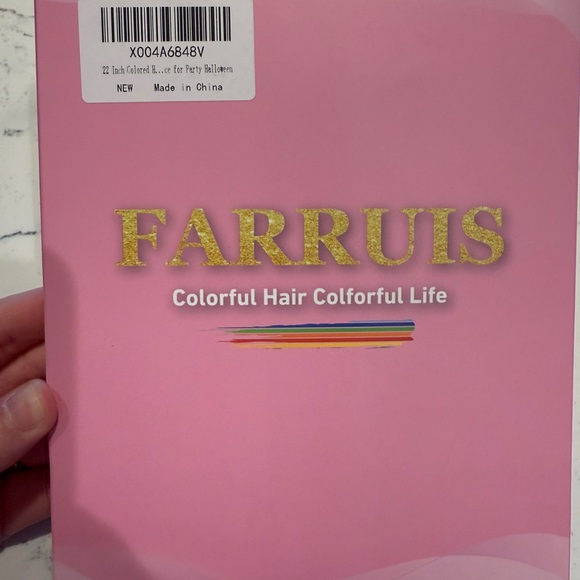 X004A6848V
22 Inch Colored H...ce for Party Halloween
NEW Made in China
FARRUIS
Colorful Hair Colforful Life